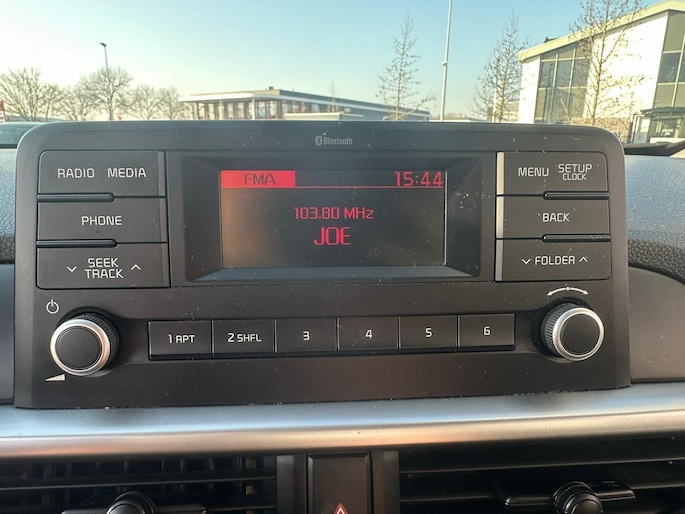 Bluetooth
RADIO MEDIA
PHONE
SEEK
TRACK
FMA 15:44
103.80 MHz
JOE
MENU SETUP
CLOCK
BACK
FOLDER
1 APT 2 SHFL 3 4 5 6